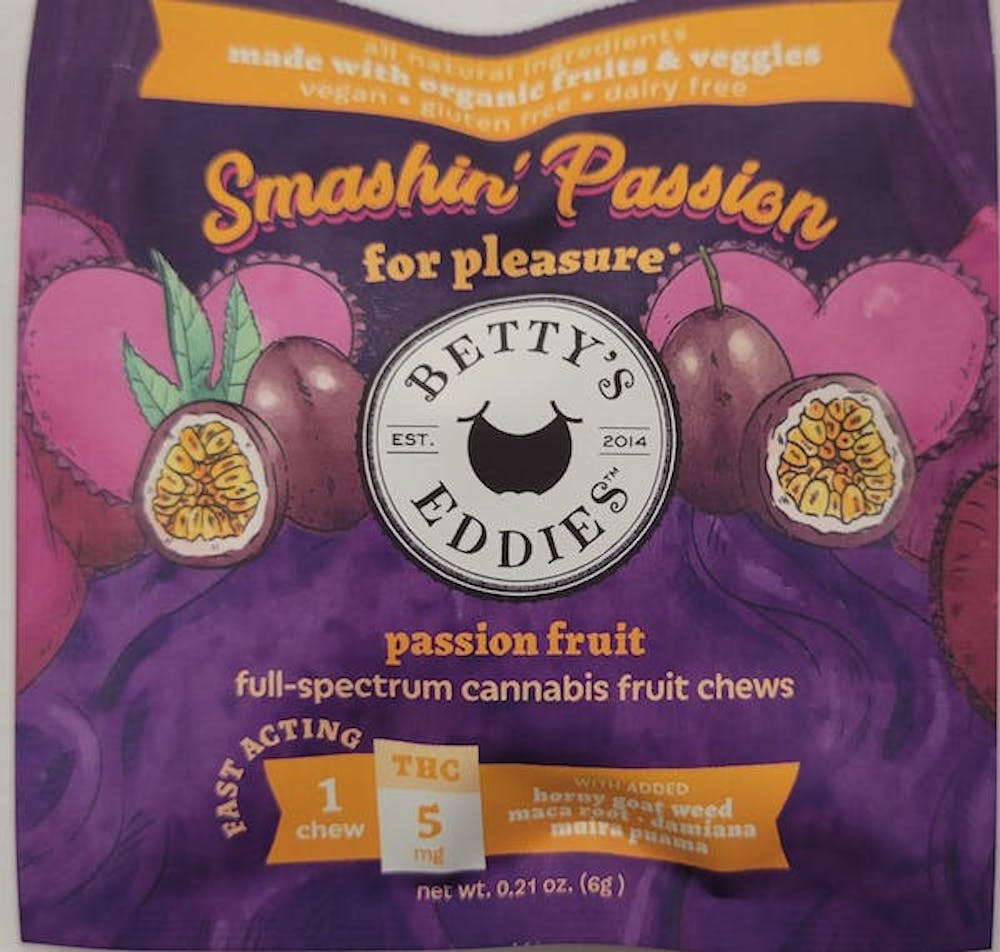 all natural ingredients
made with organic fruits & veggies
vegan • gluten free • dairy free
Smashin' Passion
for pleasure*
BETTY'S
EST. 2014
EDDIES™
passion fruit
full-spectrum cannabis fruit chews
FAST ACTING
1
chew
THC
5
mg
WITH ADDED
horny goat weed
maca root • damiana
muira puama
net wt. 0.21 oz. (6g)